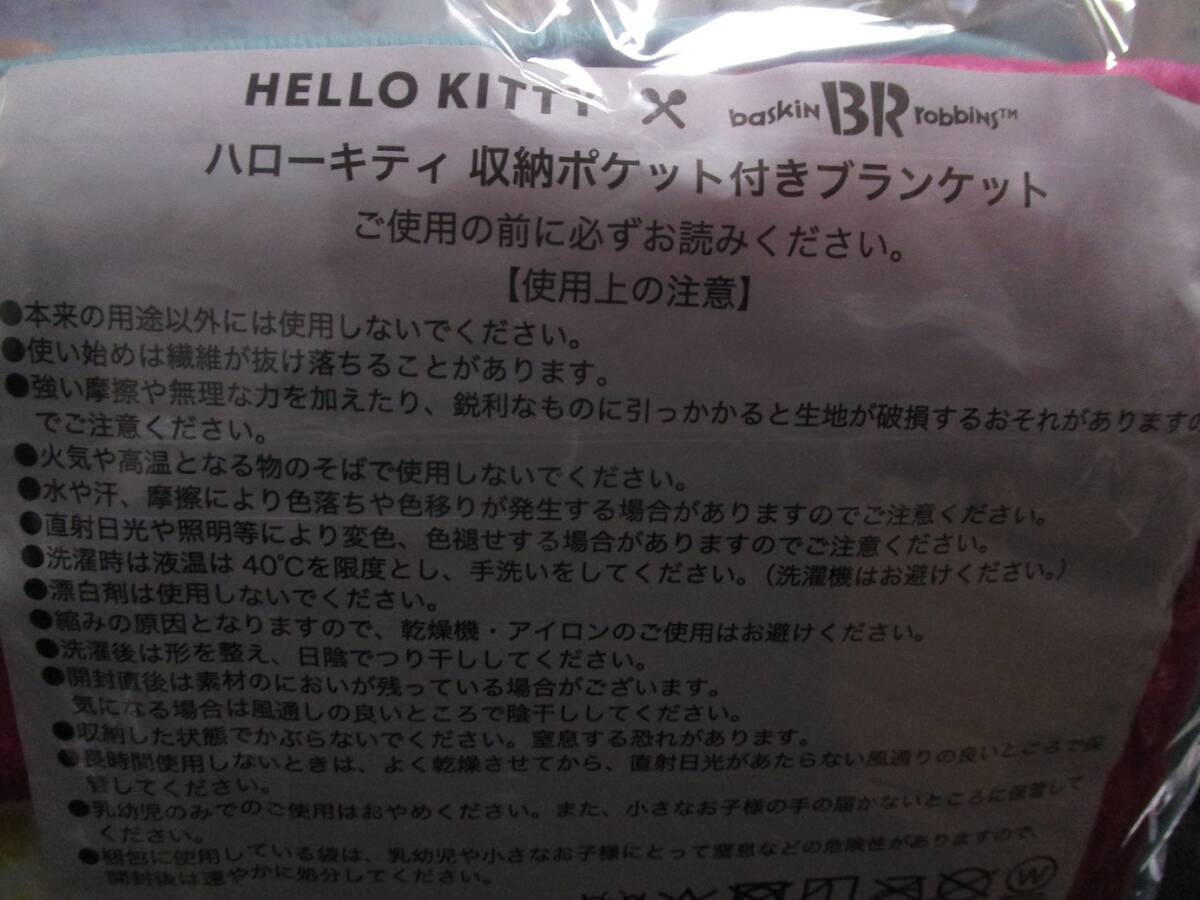 HELLO KITTY × baskin BR robbins™
ハローキティ 収納ポケット付きブランケット
ご使用の前に必ずお読みください。
【使用上の注意】
●本来の用途以外には使用しないでください。
●使い始めは繊維が抜け落ちることがあります。
●強い摩擦や無理な力を加えたり、鋭利なものに引っかかると生地が破損するおそれがありますの
でご注意ください。
●火気や高温となる物のそばで使用しないでください。
●水や汗、摩擦により色落ちや色移りが発生する場合がありますのでご注意ください。
●直射日光や照明等により変色、色褪せする場合がありますのでご注意ください。
●洗濯時は液温は 40℃を限度とし、手洗いをしてください。（洗濯機はお避けください。）
●漂白剤は使用しないでください。
●縮みの原因となりますので、乾燥機・アイロンのご使用はお避けください。
●洗濯後は形を整え、日陰でつり干ししてください。
●開封直後は素材のにおいが残っている場合がございます。
気になる場合は風通しの良いところで陰干ししてください。
●収納した状態でかぶらないでください。窒息する恐れがあります。
●長時間使用しないときは、よく乾燥させてから、直射日光があたらない風通りの良いところで保
管してください。
●乳幼児のみでのご使用はおやめください。また、小さなお子様の手の届かないところに保管して
ください。
●梱包に使用している袋は、乳幼児や小さなお子様にとって窒息などの危険性がありますので、
開封後は速やかに処分してください。
W